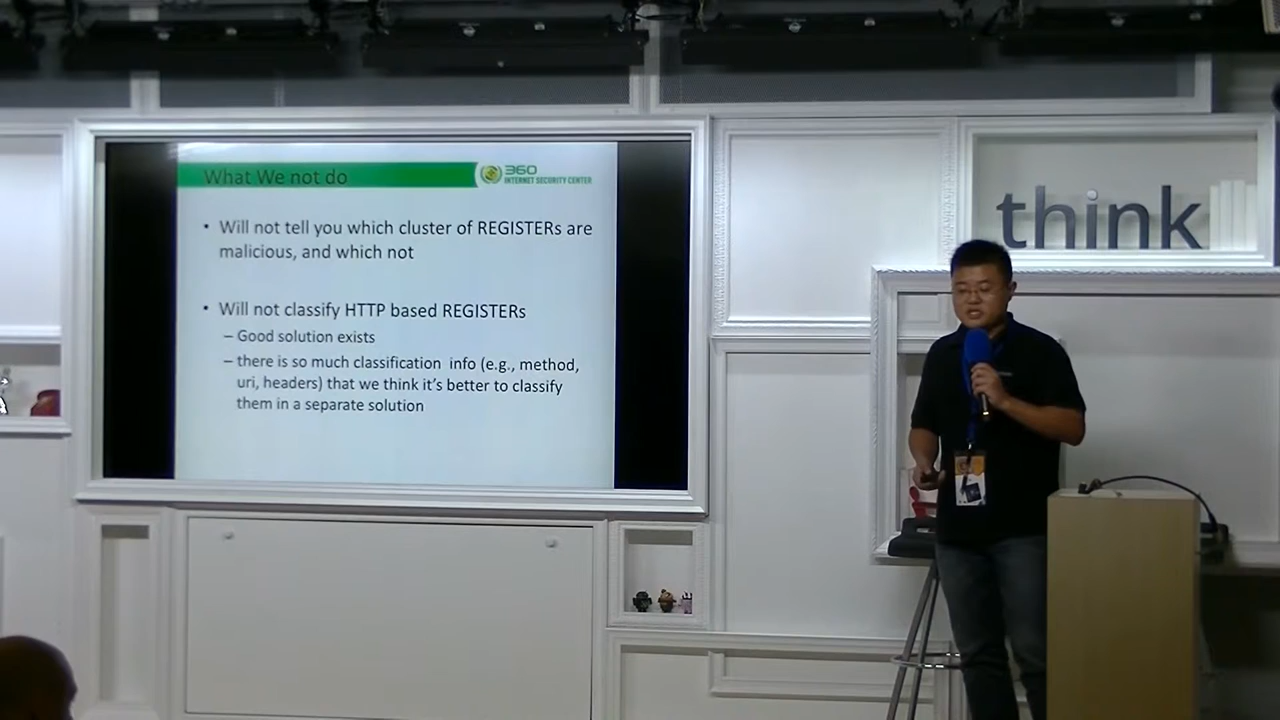 What We not do
360
INTERNET SECURITY CENTER
• Will not tell you which cluster of REGISTERs are
malicious, and which not
• Will not classify HTTP based REGISTERs
– Good solution exists
– there is so much classification info (e.g., method,
uri, headers) that we think it's better to classify
them in a separate solution
think